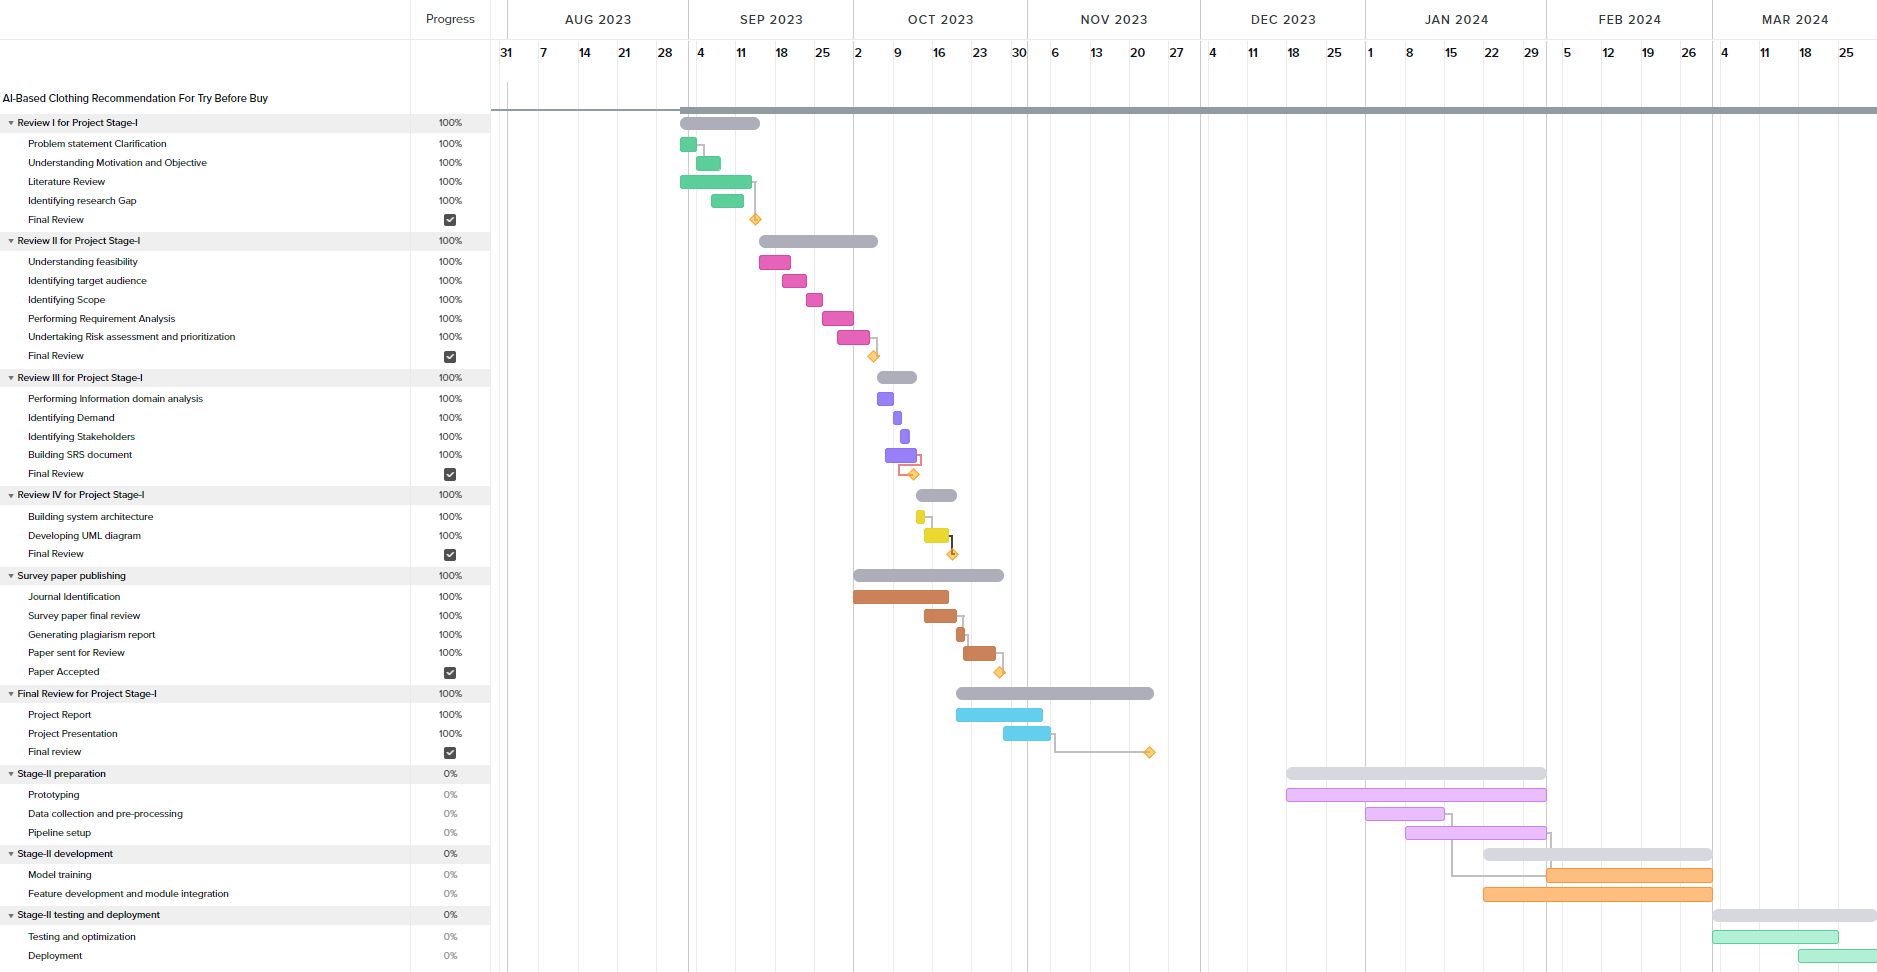 Progress AUG 2023 SEP 2023 OCT 2023 NOV 2023 DEC 2023 JAN 2024 FEB 2024 MAR 2024
31 7 14 21 28 4 11 18 25 2 9 16 23 30 6 13 20 27 4 11 18 25 1 8 15 22 29 5 12 19 26 4 11 18 25
AI-Based Clothing Recommendation For Try Before Buy
Review I for Project Stage-I 100%
Problem statement Clarification 100%
Understanding Motivation and Objective 100%
Literature Review 100%
Identifying research Gap 100%
Final Review
Review II for Project Stage-I 100%
Understanding feasibility 100%
Identifying target audience 100%
Identifying Scope 100%
Performing Requirement Analysis 100%
Undertaking Risk assessment and prioritization 100%
Final Review
Review III for Project Stage-I 100%
Performing Information domain analysis 100%
Identifying Demand 100%
Identifying Stakeholders 100%
Building SRS document 100%
Final Review
Review IV for Project Stage-I 100%
Building system architecture 100%
Developing UML diagram 100%
Final Review
Survey paper publishing 100%
Journal Identification 100%
Survey paper final review 100%
Generating plagiarism report 100%
Paper sent for Review 100%
Paper Accepted
Final Review for Project Stage-I 100%
Project Report 100%
Project Presentation 100%
Final review
Stage-II preparation 0%
Prototyping 0%
Data collection and pre-processing 0%
Pipeline setup 0%
Stage-II development 0%
Model training 0%
Feature development and module integration 0%
Stage-II testing and deployment 0%
Testing and optimization 0%
Deployment 0%